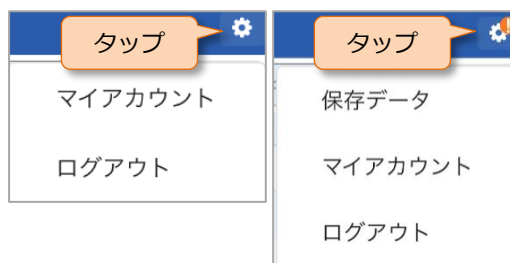 タップ
マイアカウント
ログアウト
タップ
保存データ
マイアカウント
ログアウト